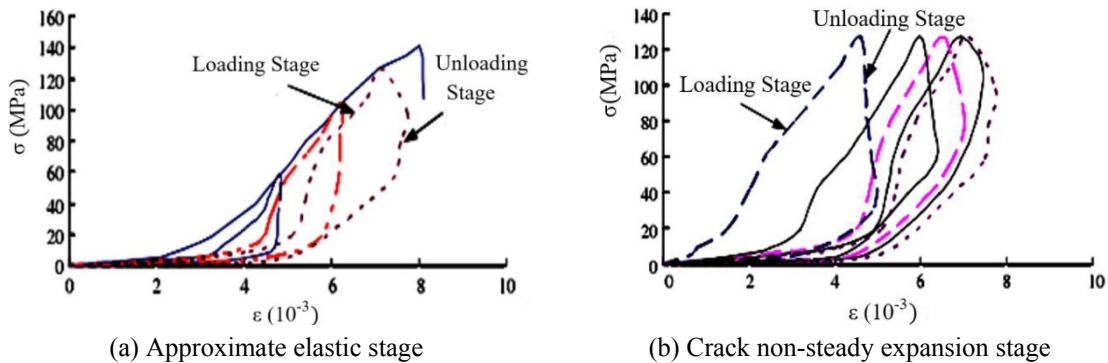 160
140
120
100
80
60
40
20
0
0
2
4
6
8
10
σ (MPa)
ε (10⁻³)
Loading Stage
Unloading
Stage
(a) Approximate elastic stage
140
120
100
80
60
40
20
0
0
2
4
6
8
10
σ(MPa)
ε (10⁻³)
Unloading Stage
Loading Stage
(b) Crack non-steady expansion stage